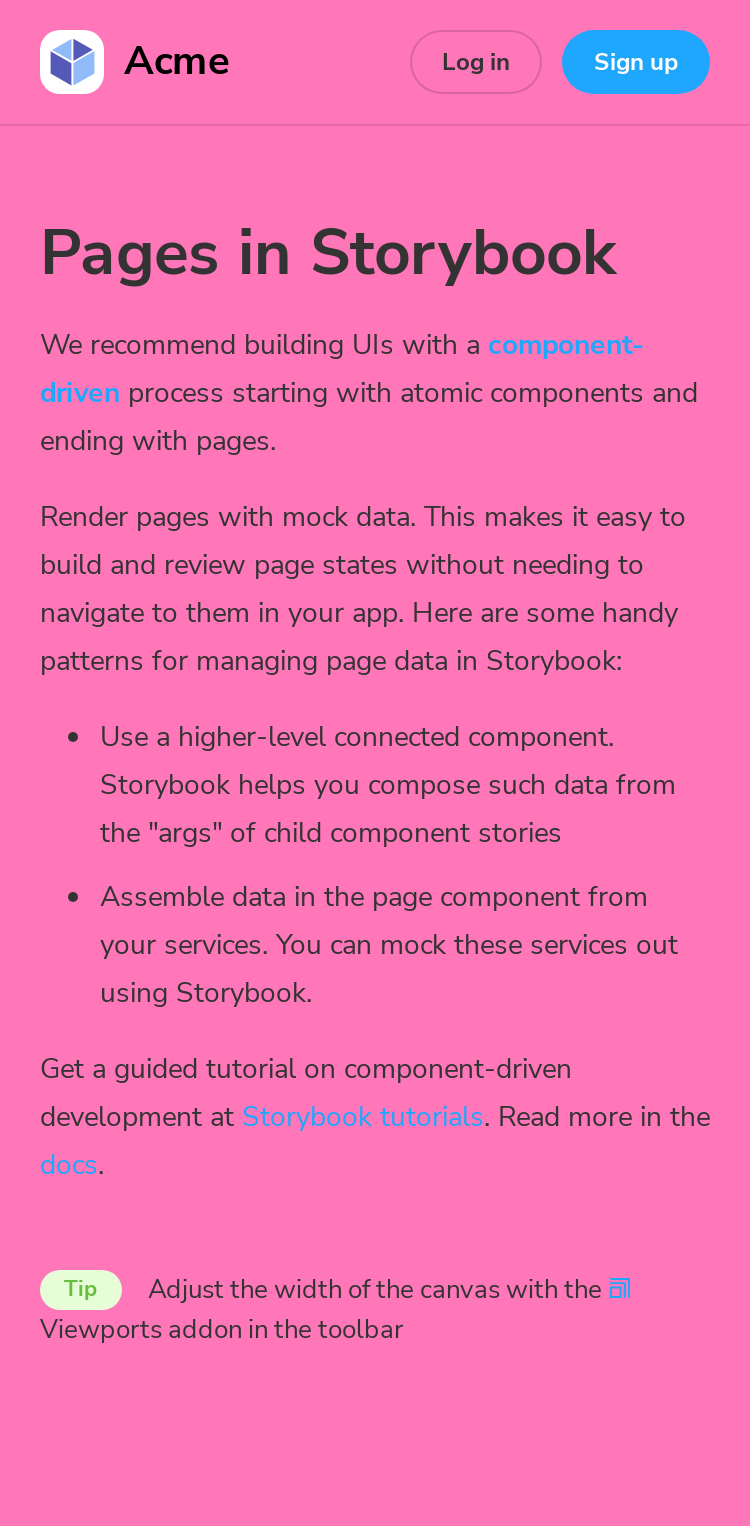 Acme
Log in
Sign up
Pages in Storybook
We recommend building UIs with a component-
driven process starting with atomic components and
ending with pages.
Render pages with mock data. This makes it easy to
build and review page states without needing to
navigate to them in your app. Here are some handy
patterns for managing page data in Storybook:
Use a higher-level connected component.
Storybook helps you compose such data from
the "args" of child component stories
Assemble data in the page component from
your services. You can mock these services out
using Storybook.
Get a guided tutorial on component-driven
development at Storybook tutorials. Read more in the
docs.
Tip Adjust the width of the canvas with the
Viewports addon in the toolbar